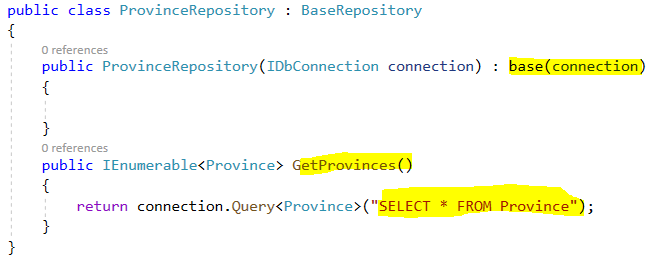 public class ProvinceRepository : BaseRepository
{
0 references
public ProvinceRepository(IDbConnection connection) : base(connection)
{
}
0 references
public IEnumerable<Province> GetProvinces()
{
return connection.Query<Province>("SELECT * FROM Province");
}
}